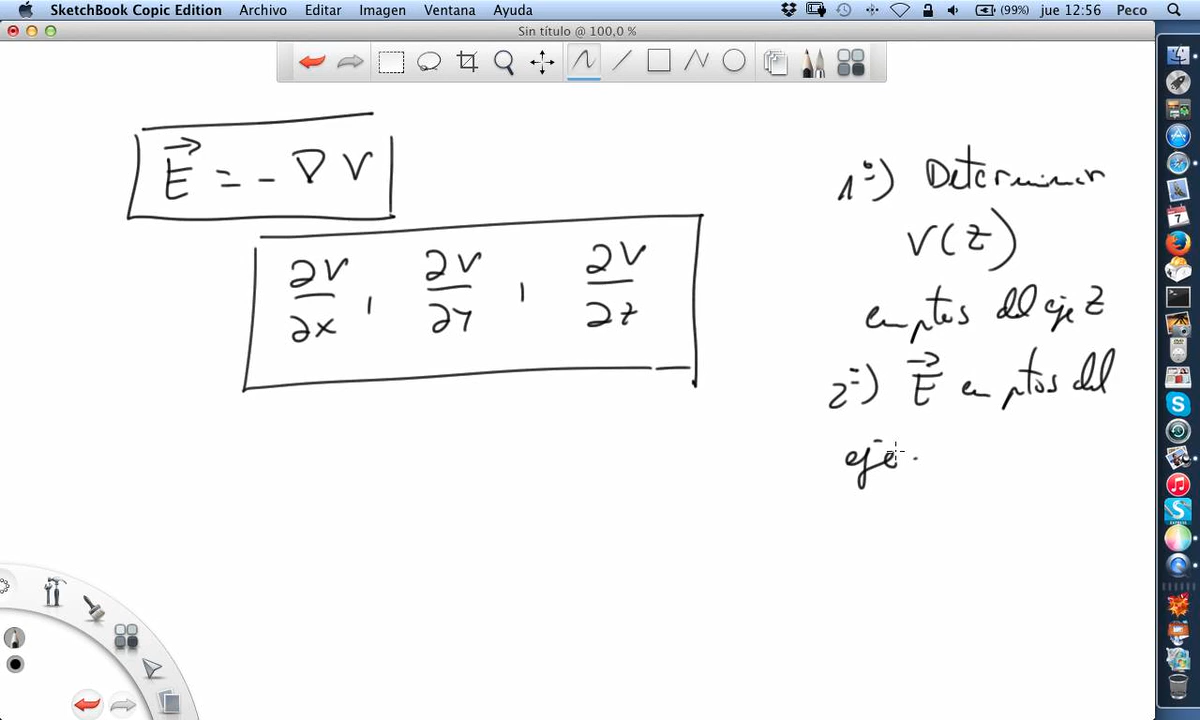 SketchBook Copic Edition Archivo Editar Imagen Ventana Ayuda (99%) jue 12:56 Peco
Sin título @ 100,0 %
E⃗ = - ∇ V
∂V/∂x , ∂V/∂y , ∂V/∂z
1º) Determinar
V(z)
en ptos del eje z
2º) E⃗ en ptos del
eje.